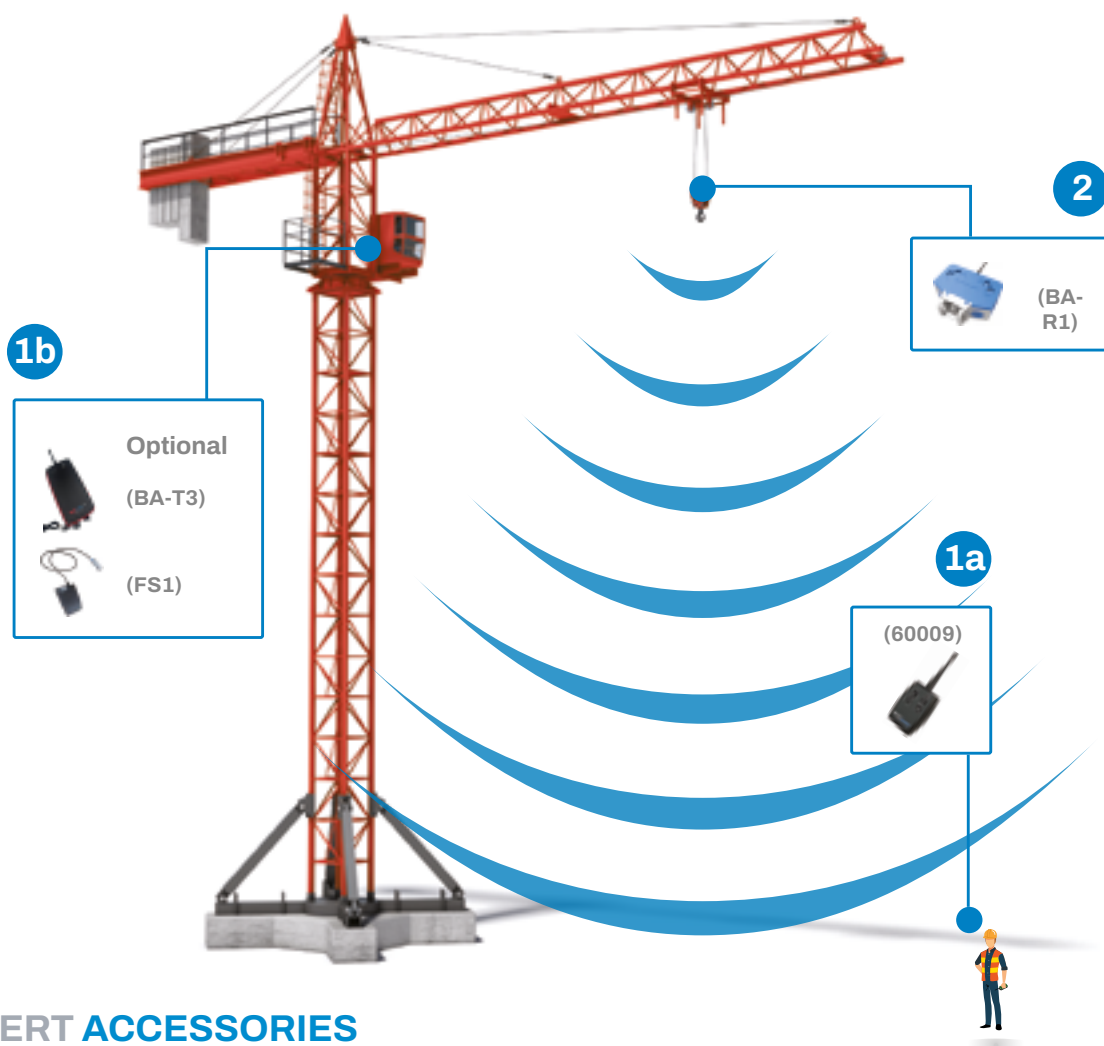 2
(BA-
R1)
1b
Optional
(BA-T3)
(FS1)
1a
(60009)
ERT ACCESSORIES